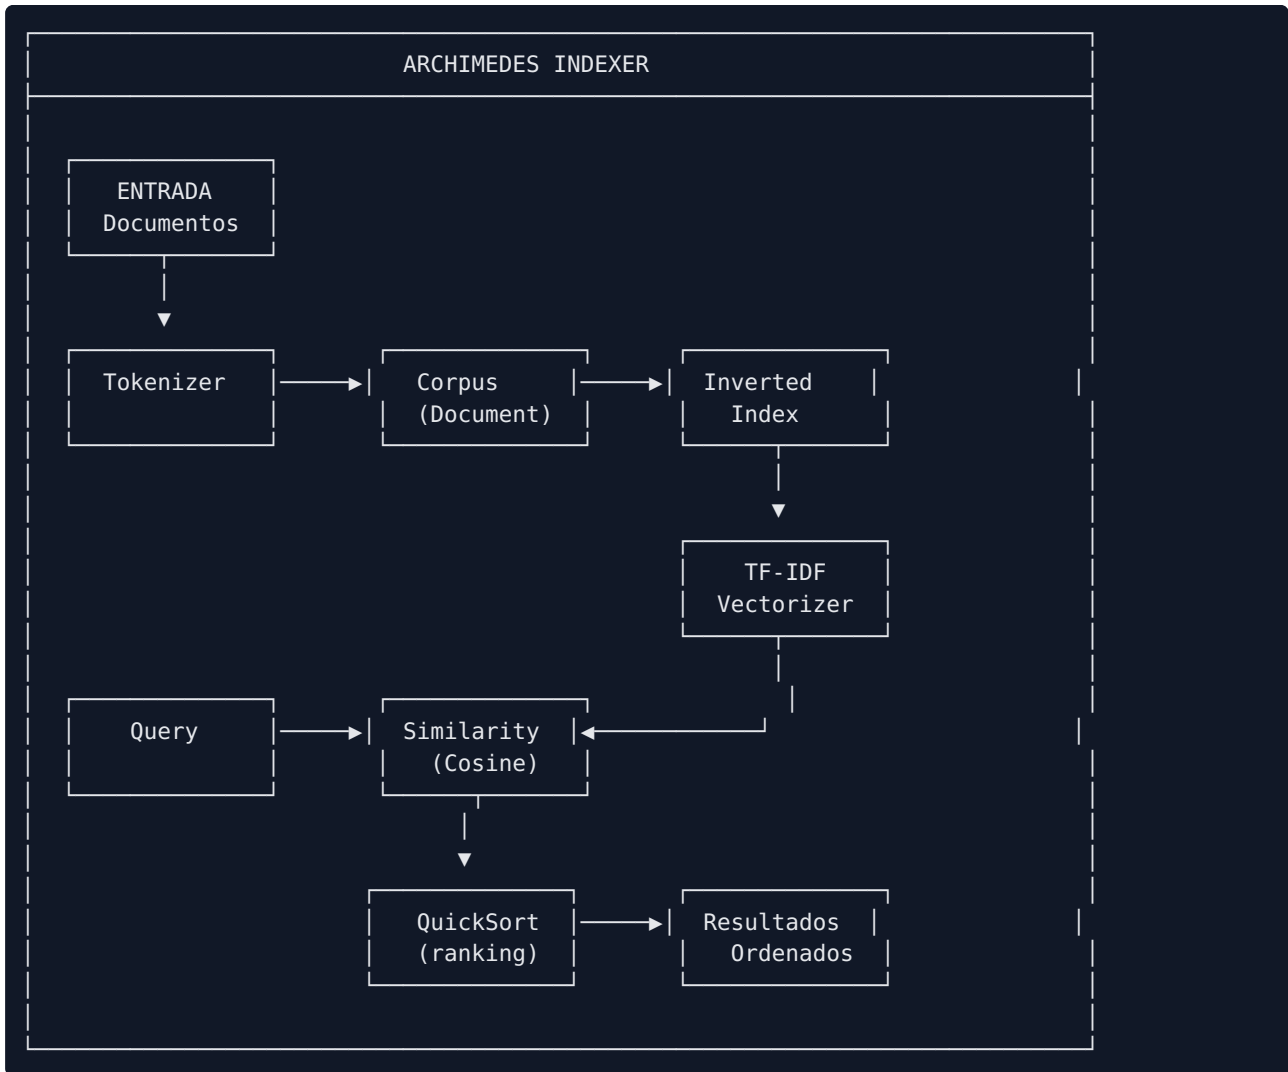 ARCHIMEDES INDEXER
ENTRADA
Documentos
Tokenizer
Corpus
(Document)
Inverted
Index
TF-IDF
Vectorizer
Query
Similarity
(Cosine)
QuickSort
(ranking)
Resultados
Ordenados